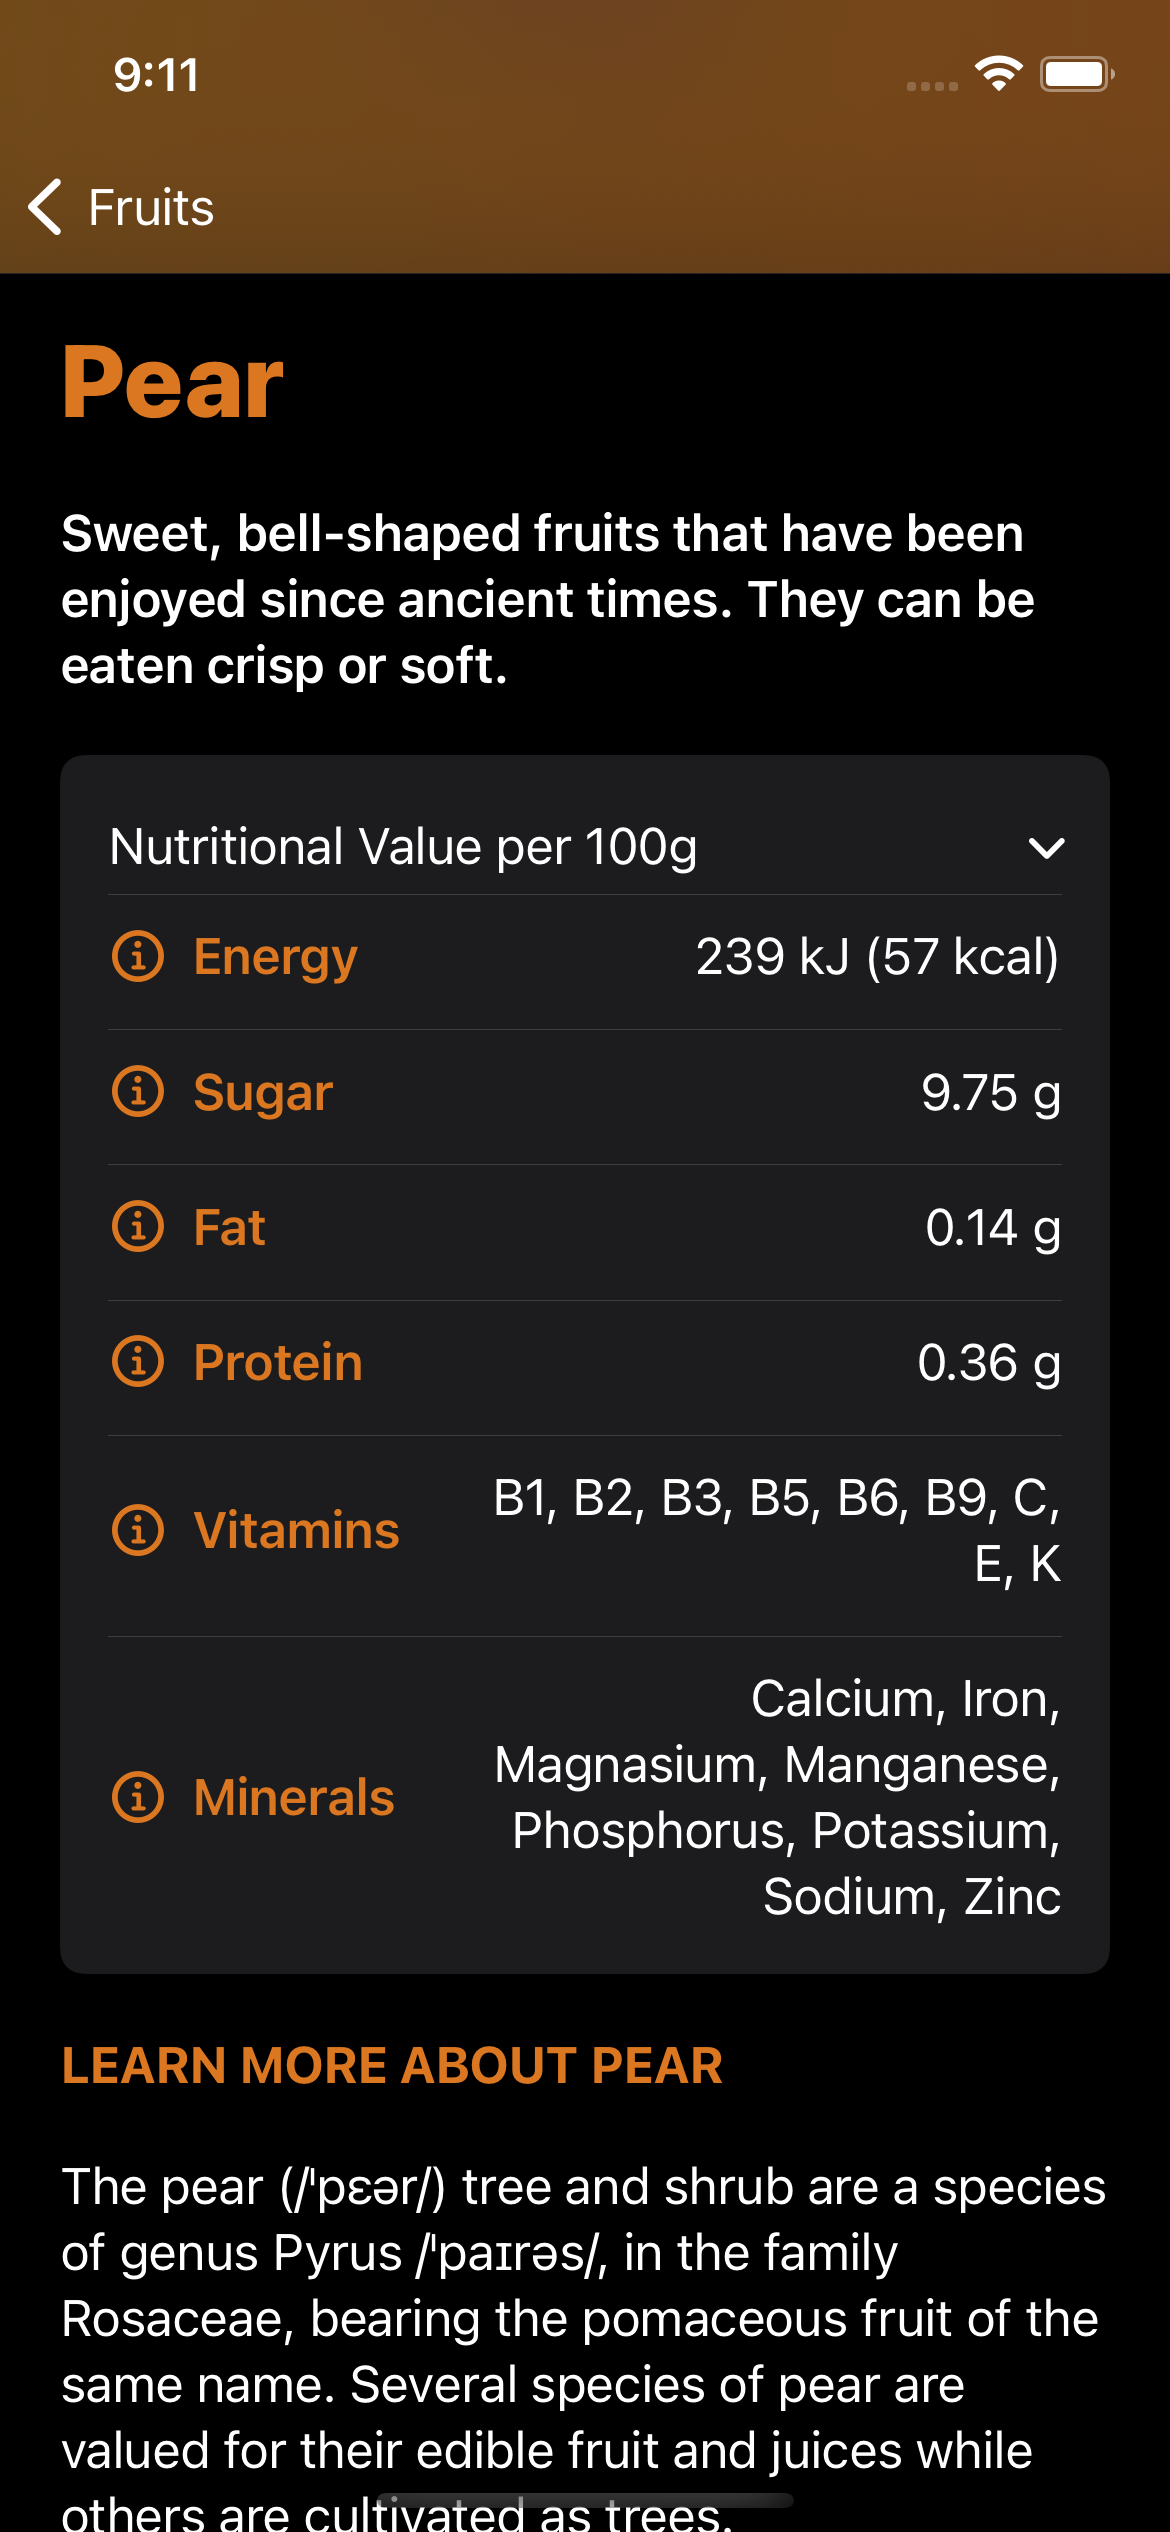 9:11
Fruits
Pear
Sweet, bell-shaped fruits that have been
enjoyed since ancient times. They can be
eaten crisp or soft.
Nutritional Value per 100g
Energy 239 kJ (57 kcal)
Sugar 9.75 g
Fat 0.14 g
Protein 0.36 g
Vitamins B1, B2, B3, B5, B6, B9, C,
E, K
Minerals Calcium, Iron,
Magnasium, Manganese,
Phosphorus, Potassium,
Sodium, Zinc
LEARN MORE ABOUT PEAR
The pear (/ˈpɛər/) tree and shrub are a species
of genus Pyrus /ˈpaɪrəs/, in the family
Rosaceae, bearing the pomaceous fruit of the
same name. Several species of pear are
valued for their edible fruit and juices while
others are cultivated as trees.